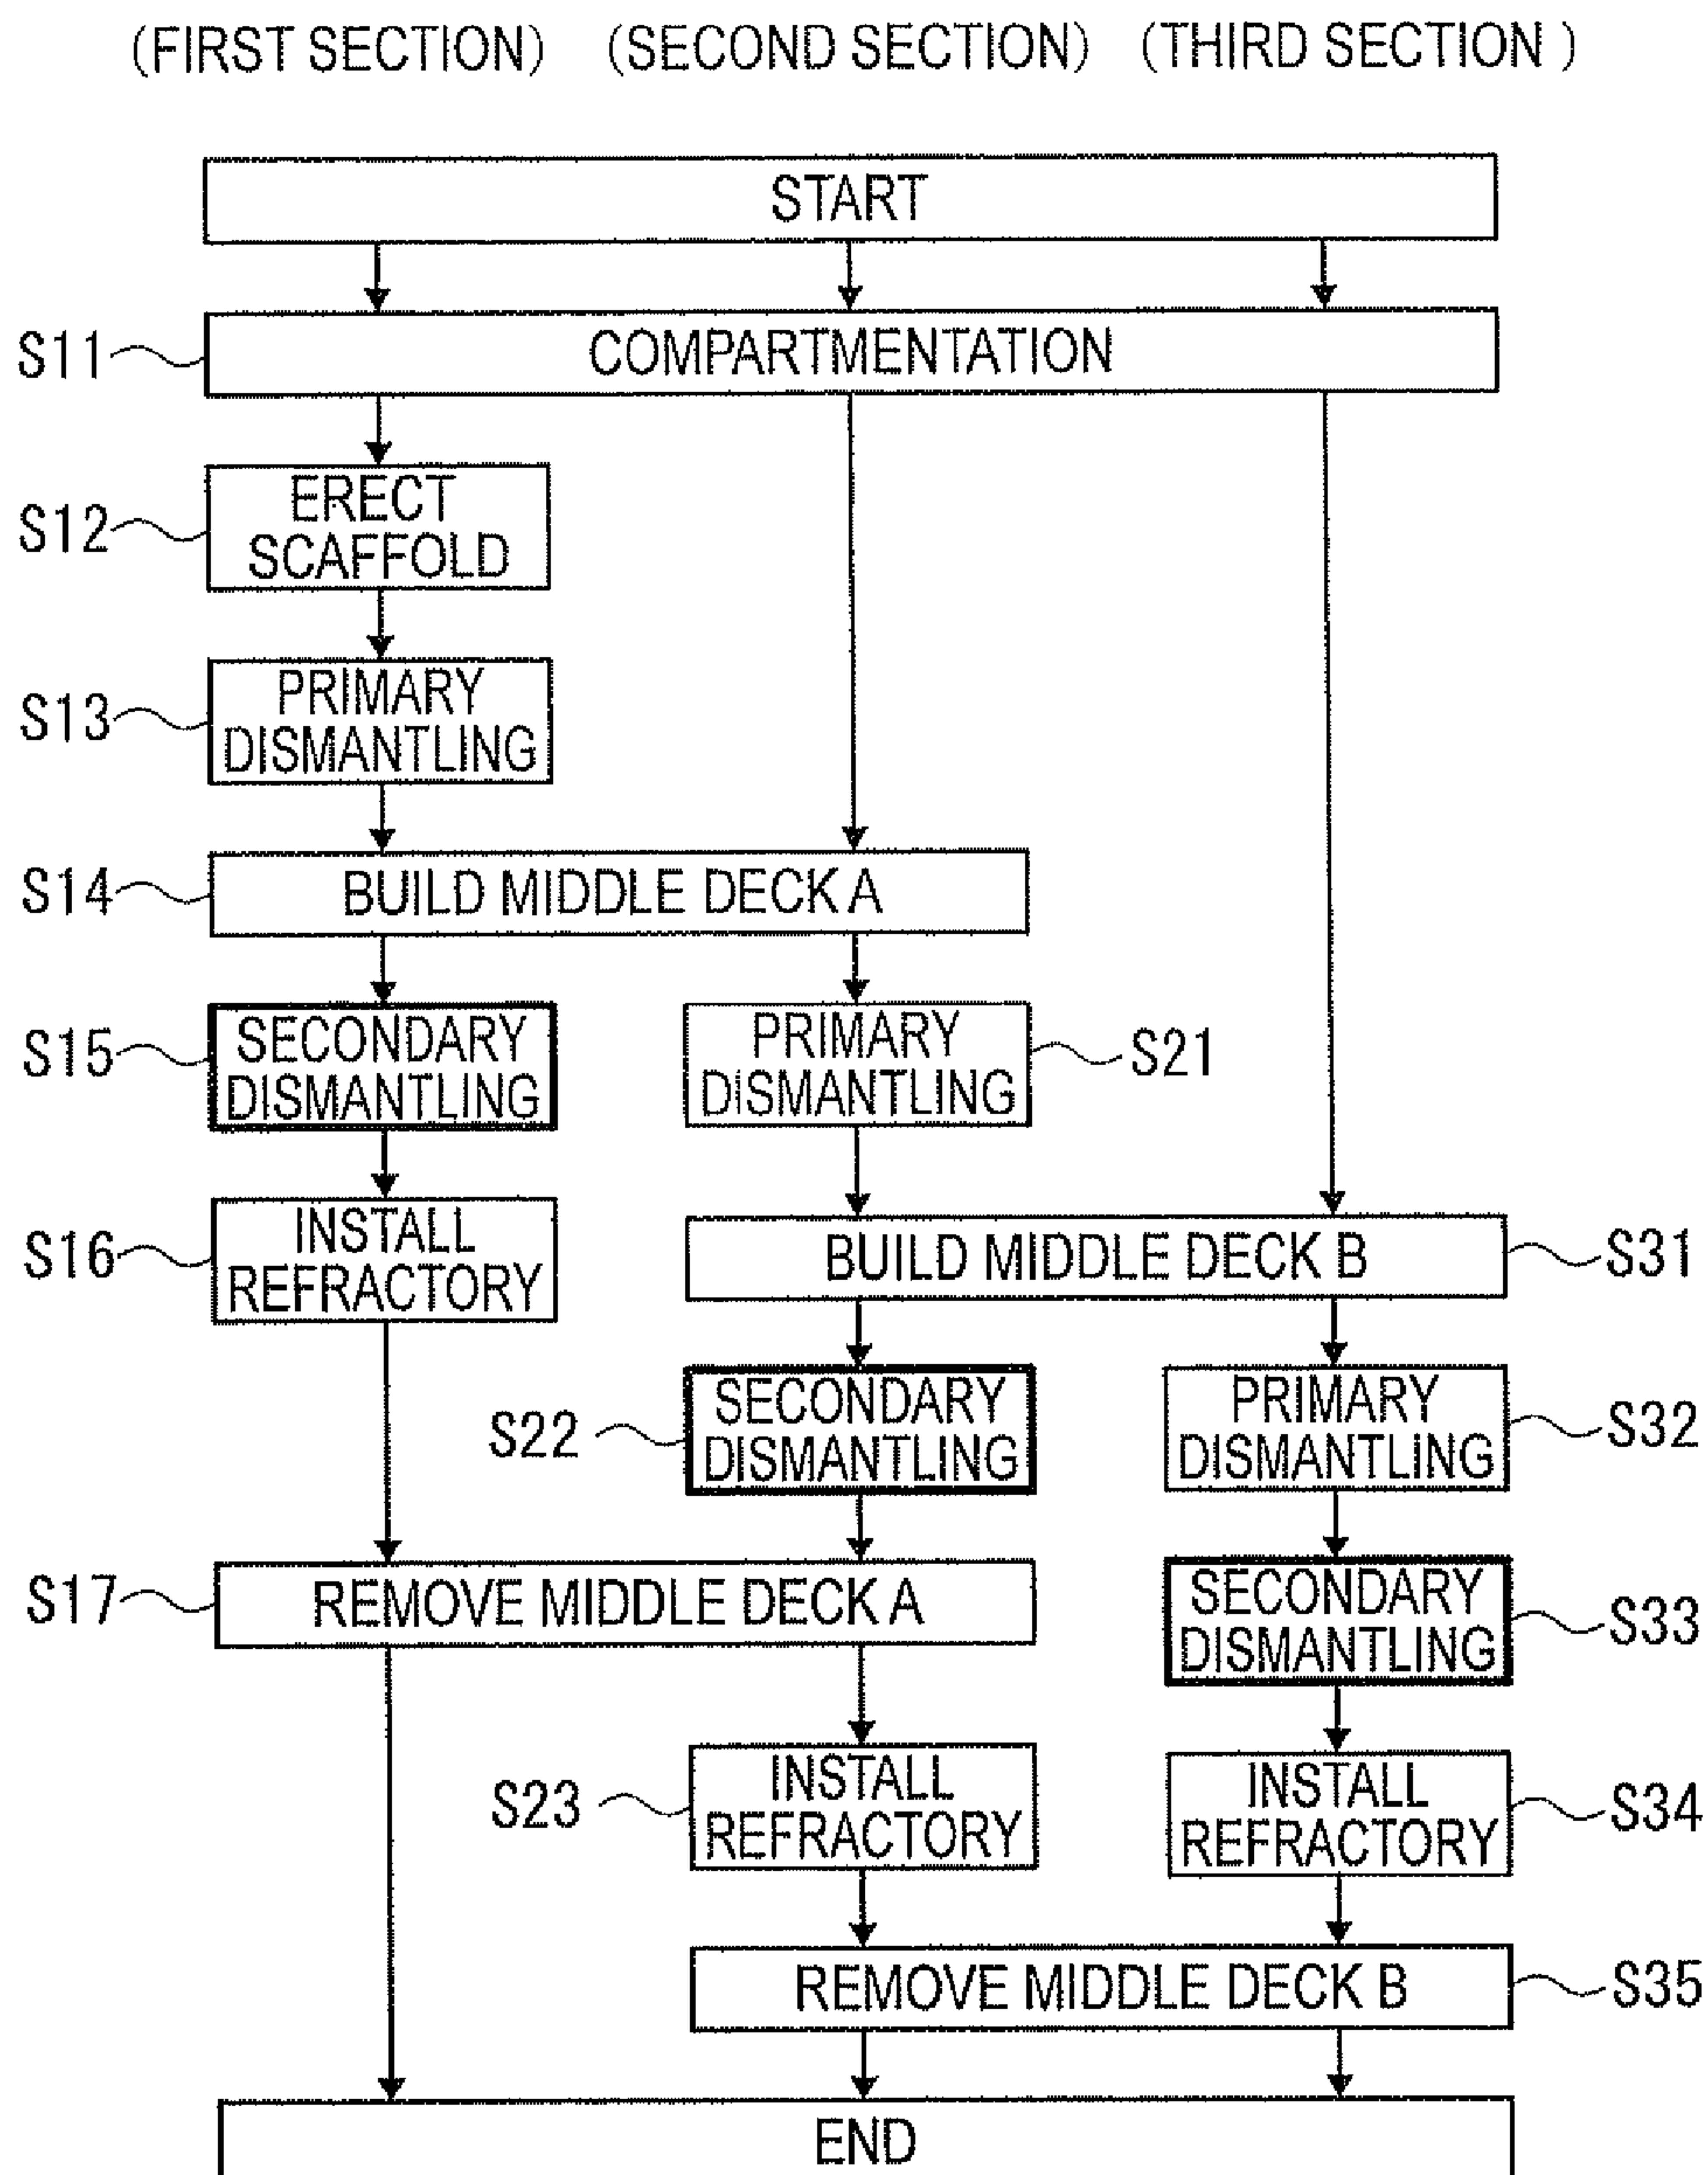 (FIRST SECTION) (SECOND SECTION) (THIRD SECTION )
START
S11
COMPARTMENTATION
S12
ERECT
SCAFFOLD
S13
PRIMARY
DISMANTLING
S14
BUILD MIDDLE DECK A
S15
SECONDARY
DISMANTLING
PRIMARY
DISMANTLING
S21
S16
INSTALL
REFRACTORY
BUILD MIDDLE DECK B
S31
S22
SECONDARY
DISMANTLING
PRIMARY
DISMANTLING
S32
S17
REMOVE MIDDLE DECK A
SECONDARY
DISMANTLING
S33
S23
INSTALL
REFRACTORY
INSTALL
REFRACTORY
S34
REMOVE MIDDLE DECK B
S35
END